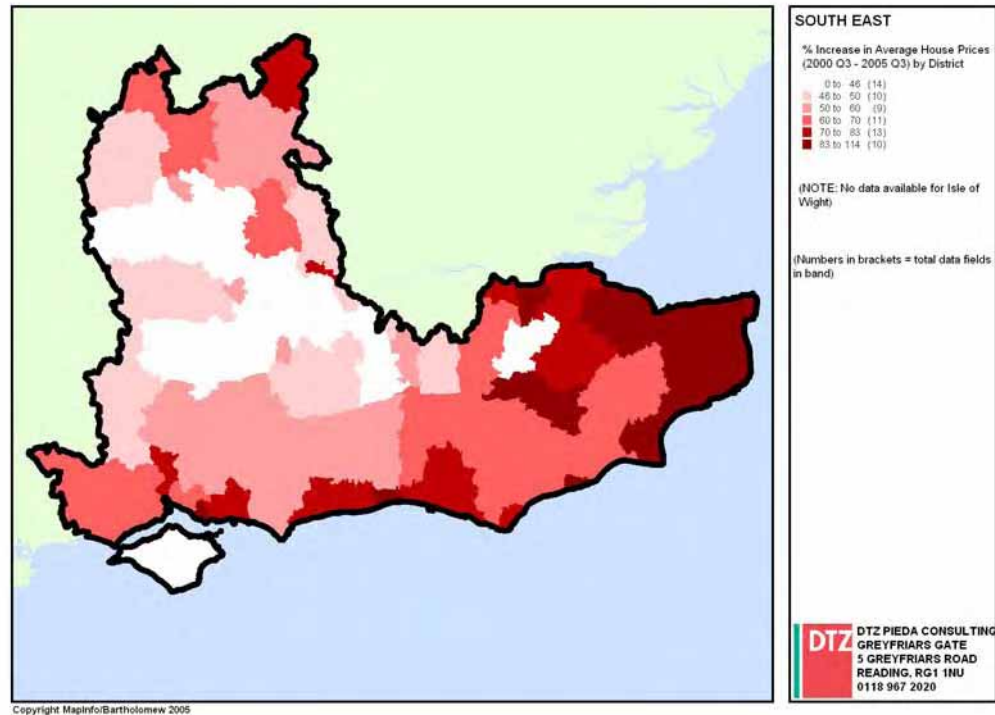 SOUTH EAST
% Increase in Average House Prices
(2000 Q3 - 2005 Q3) by District
0 to 46 (14)
46 to 50 (10)
50 to 60 (9)
60 to 70 (11)
70 to 83 (13)
83 to 114 (10)
(NOTE: No data available for Isle of
Wight)
(Numbers in brackets = total data fields
in band)
DTZ
DTZ PIEDA CONSULTING
GREYFRIARS GATE
5 GREYFRIARS ROAD
READING, RG1 1NU
0118 967 2020
Copyright MapInfo/Bartholomew 2005